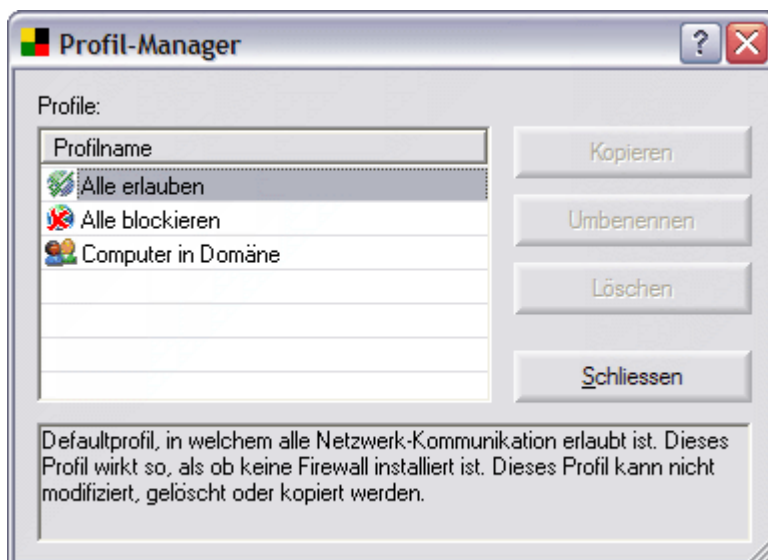 Profil-Manager
Profile:
Profilname
Alle erlauben
Alle blockieren
Computer in Domäne
Kopieren
Umbenennen
Löschen
Schliessen
Defaultprofil, in welchem alle Netzwerk-Kommunikation erlaubt ist. Dieses
Profil wirkt so, als ob keine Firewall installiert ist. Dieses Profil kann nicht
modifiziert, gelöscht oder kopiert werden.